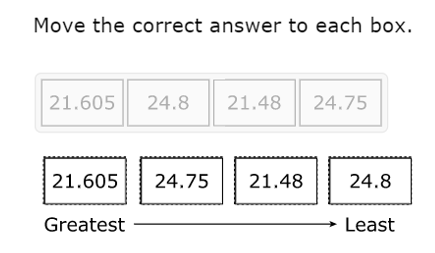 Move the correct answer to each box.
21.605 24.8 21.48 24.75
21.605 24.75 21.48 24.8
Greatest Least